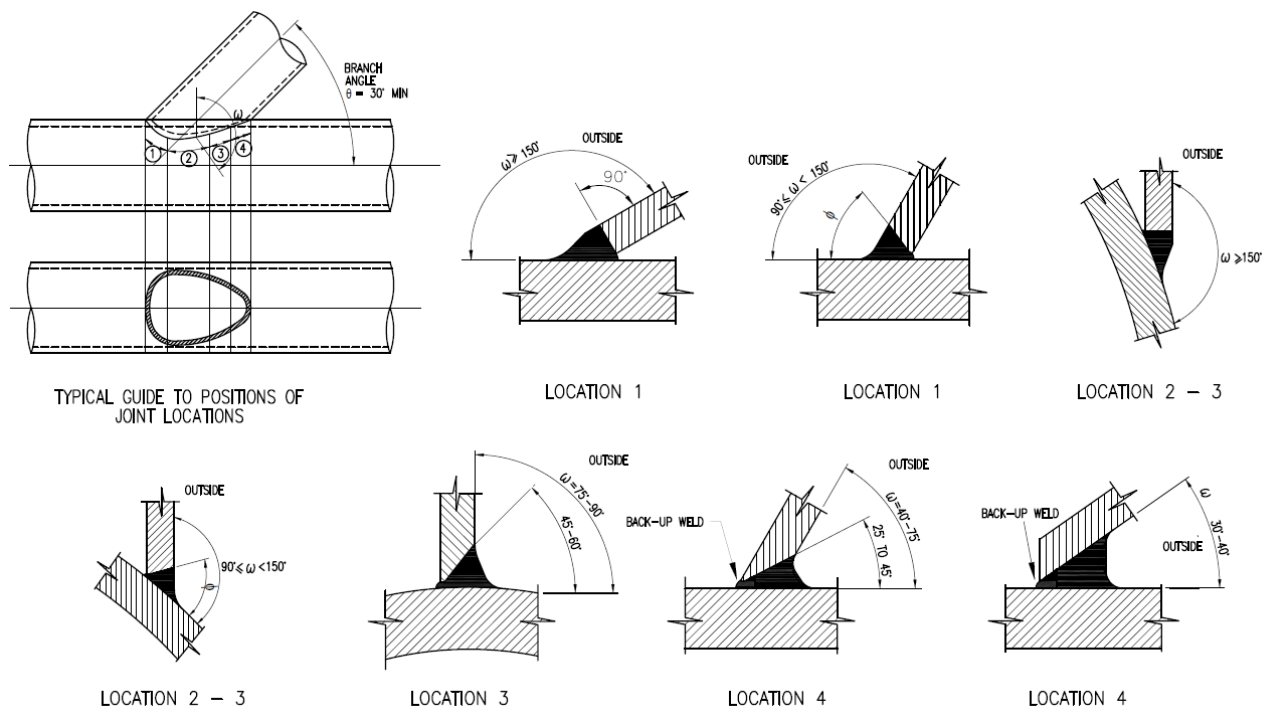 BRANCH
ANGLE
θ = 30° MIN
ω
1
2
3
4
TYPICAL GUIDE TO POSITIONS OF
JOINT LOCATIONS
ω ⩾ 150°
OUTSIDE
90°
LOCATION 1
OUTSIDE
90° ⩽ ω < 150°
ϕ
LOCATION 1
OUTSIDE
ω ⩾ 150°
LOCATION 2 – 3
OUTSIDE
90° ⩽ ω < 150°
ϕ
LOCATION 2 – 3
OUTSIDE
ω = 75°-90°
45°-60°
LOCATION 3
OUTSIDE
BACK-UP WELD
ω = 40°-75°
25° TO 45°
LOCATION 4
BACK-UP WELD
ω
30°-40°
OUTSIDE
LOCATION 4